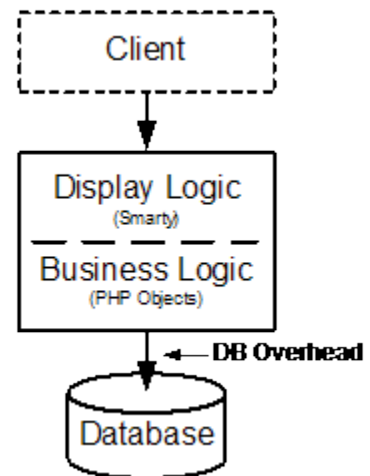 Client
Display Logic
(Smarty)
Business Logic
(PHP Objects)
DB Overhead
Database